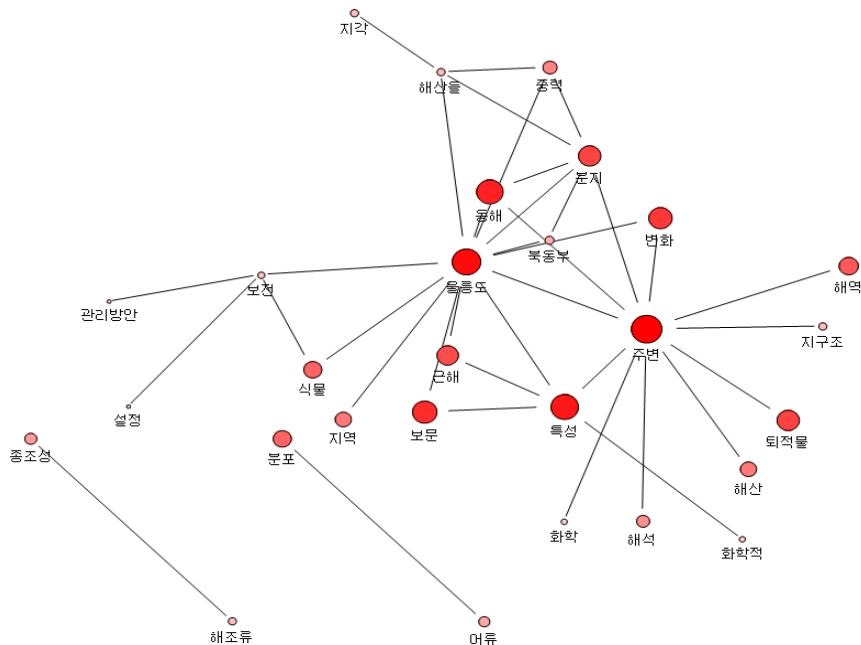 지각
해산을
중력
분지
동해
변화
북동부
해역
울릉도
보전
관리방안
지구조
주변
근해
식물
설정
지역
보문
특성
퇴적물
종조성
분포
해산
화학
해석
화학적
해조류
어류